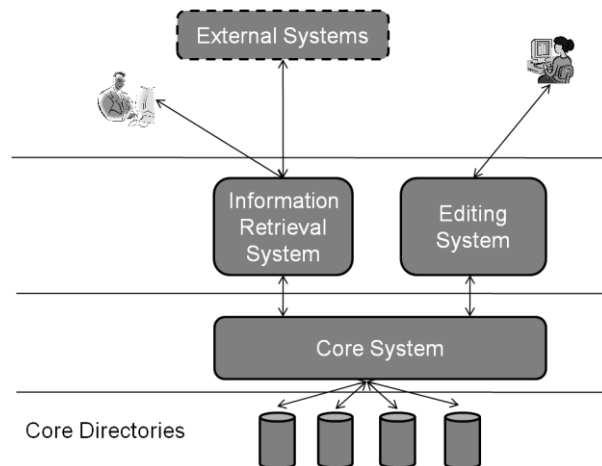 External Systems
Information
Retrieval
System
Editing
System
Core System
Core Directories